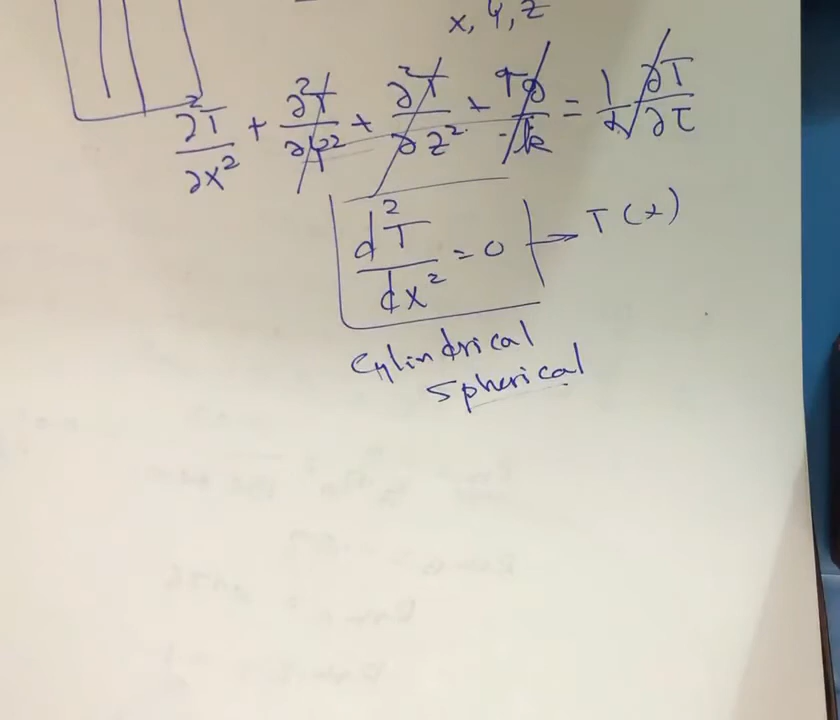 x, y, z
∂²T/∂x² + ∂²T/∂y² + ∂²T/∂z² + q̇/k = 1/α ∂T/∂τ
d²T/dx² = 0 → T(x)
Cylindrical
Spherical